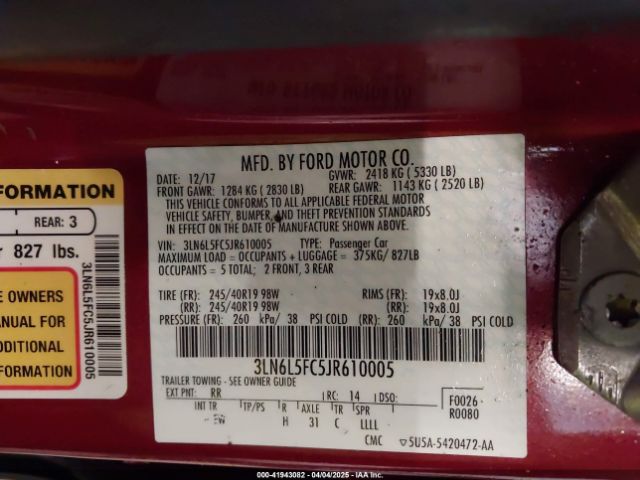 MFD. BY FORD MOTOR CO.
DATE: 12/17 GVWR: 2418 KG ( 5330 LB)
FRONT GAWR: 1284 KG ( 2830 LB) REAR GAWR: 1143 KG ( 2520 LB)
THIS VEHICLE CONFORMS TO ALL APPLICABLE FEDERAL MOTOR
VEHICLE SAFETY, BUMPER, AND THEFT PREVENTION STANDARDS
IN EFFECT ON THE DATE OF MANUFACTURE SHOWN ABOVE.
VIN: 3LN6L5FC5JR610005 TYPE: Passenger Car
MAXIMUM LOAD = OCCUPANTS + LUGGAGE = 375KG/ 827LB
OCCUPANTS = 5 TOTAL; 2 FRONT, 3 REAR
TIRE (FR): 245/40R19 98W RIMS (FR): 19x8.0J
(RR): 245/40R19 98W (RR): 19x8.0J
PRESSURE (FR): 260 kPa/ 38 PSI COLD (RR): 260 kPa/ 38 PSI COLD
3LN6L5FC5JR610005
TRAILER TOWING - SEE OWNER GUIDE
EXT PNT: RR RC: 14 DSO: F0026
R0080
INT TR TP/PS R AXLE TR SPR
H 31 C LLLL
CMC 5U5A-5420472-AA
FORMATION
REAR: 3
827 lbs.
E OWNERS
ANUAL FOR
DDITIONAL
FORMATION
3LN6L5FC5JR610005
000-41943082 04/04/2025 IAAI.COM